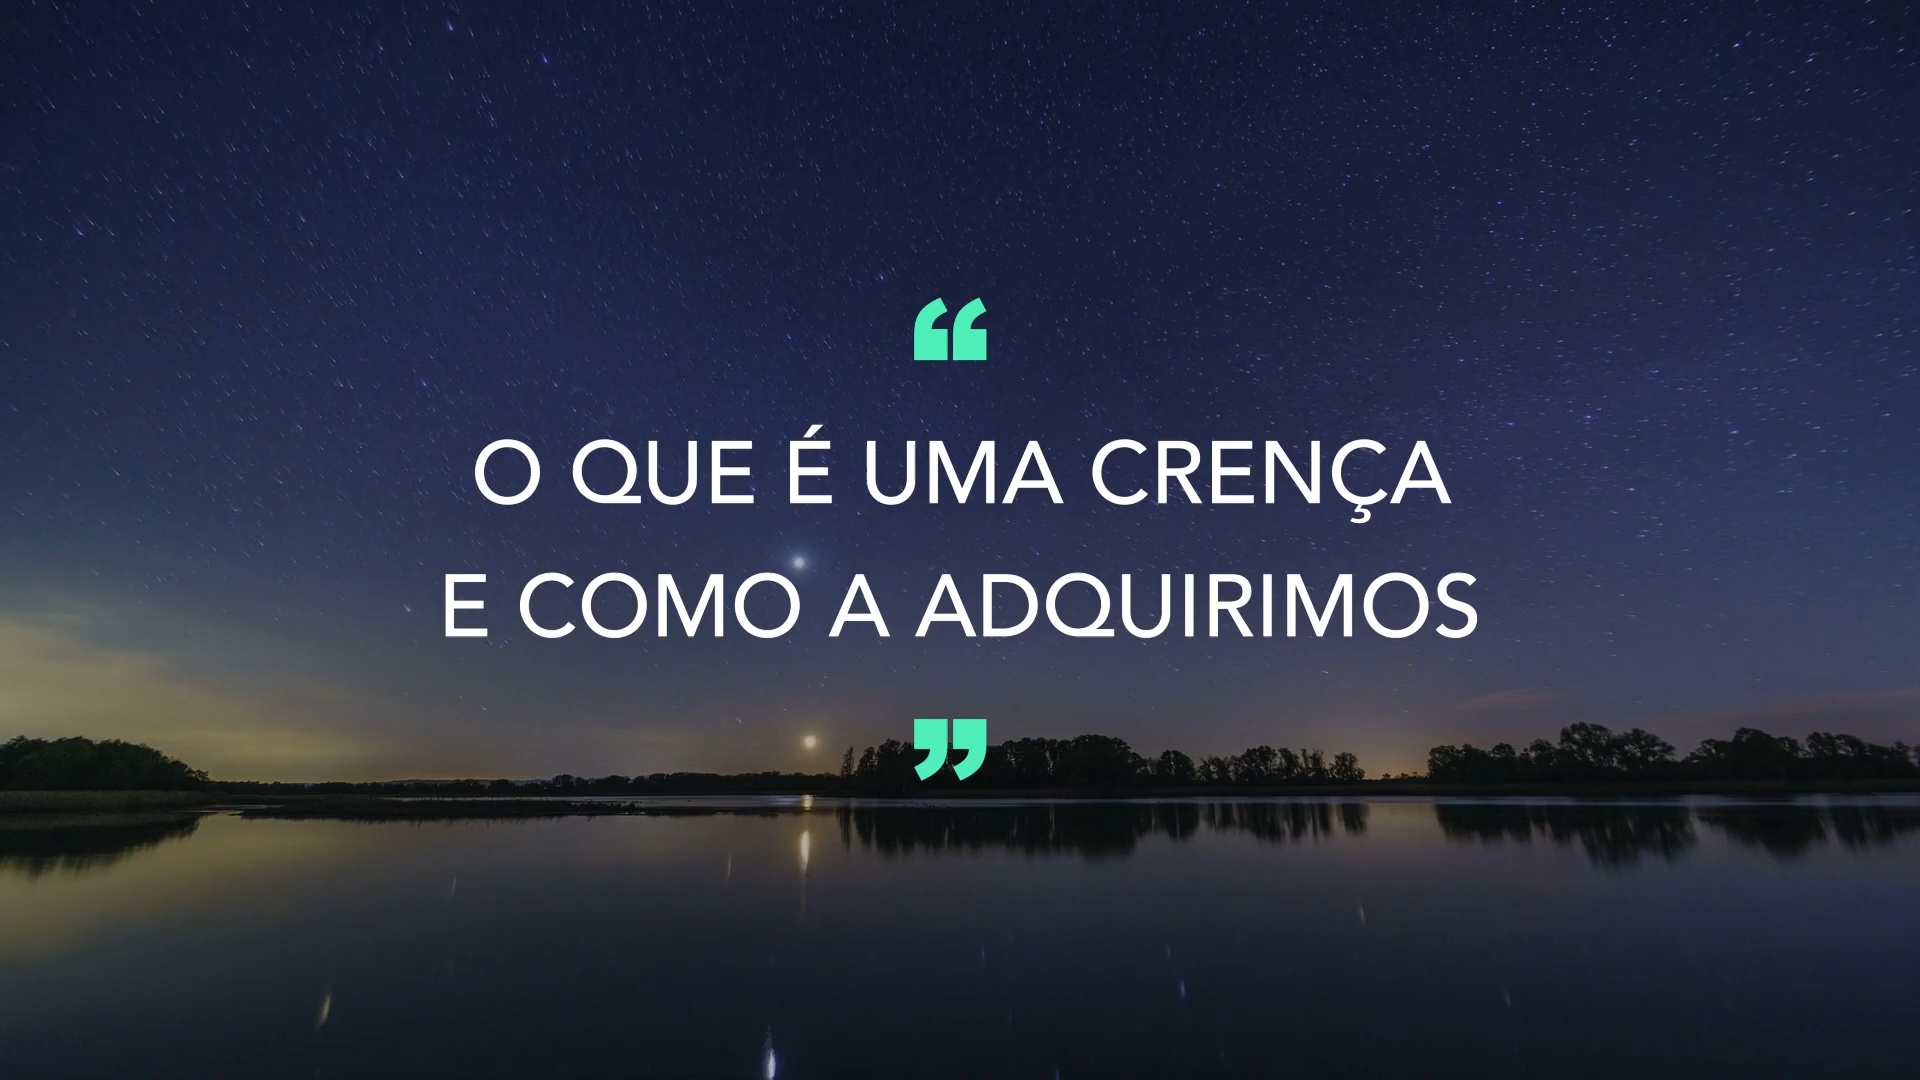 “
O QUE É UMA CRENÇA
E COMO A ADQUIRIMOS
”